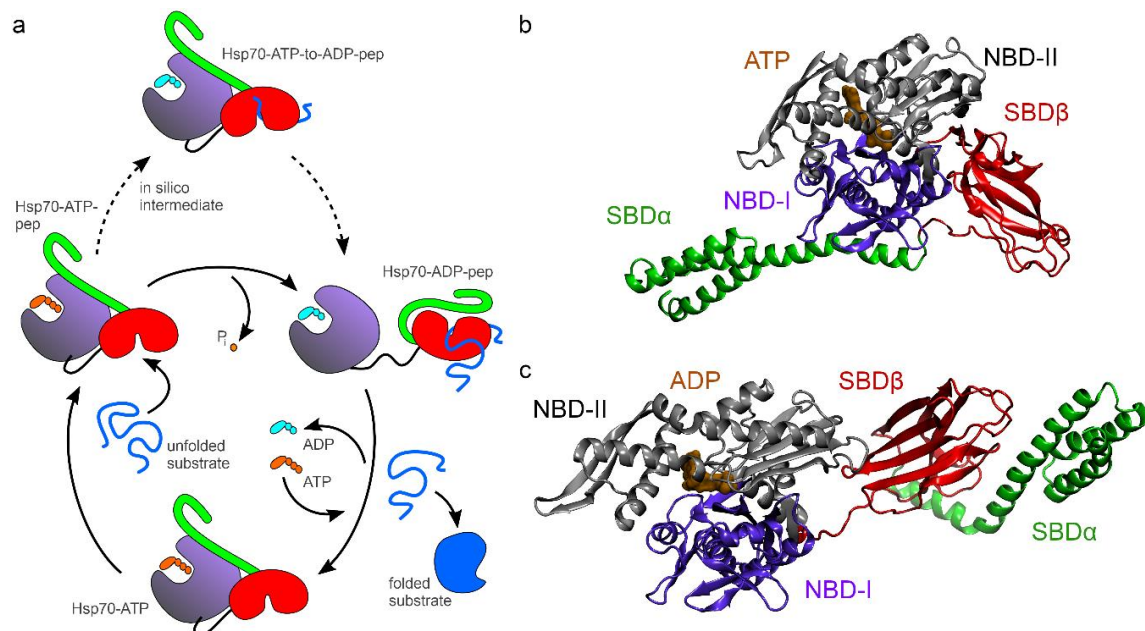 a
Hsp70-ATP-to-ADP-pep
in silico
intermediate
Hsp70-ATP-
pep
Hsp70-ADP-pep
Pi
unfolded
substrate
ADP
ATP
Hsp70-ATP
folded
substrate
b
ATP
NBD-II
SBDβ
NBD-I
SBDα
c
ADP
SBDβ
NBD-II
SBDα
NBD-I